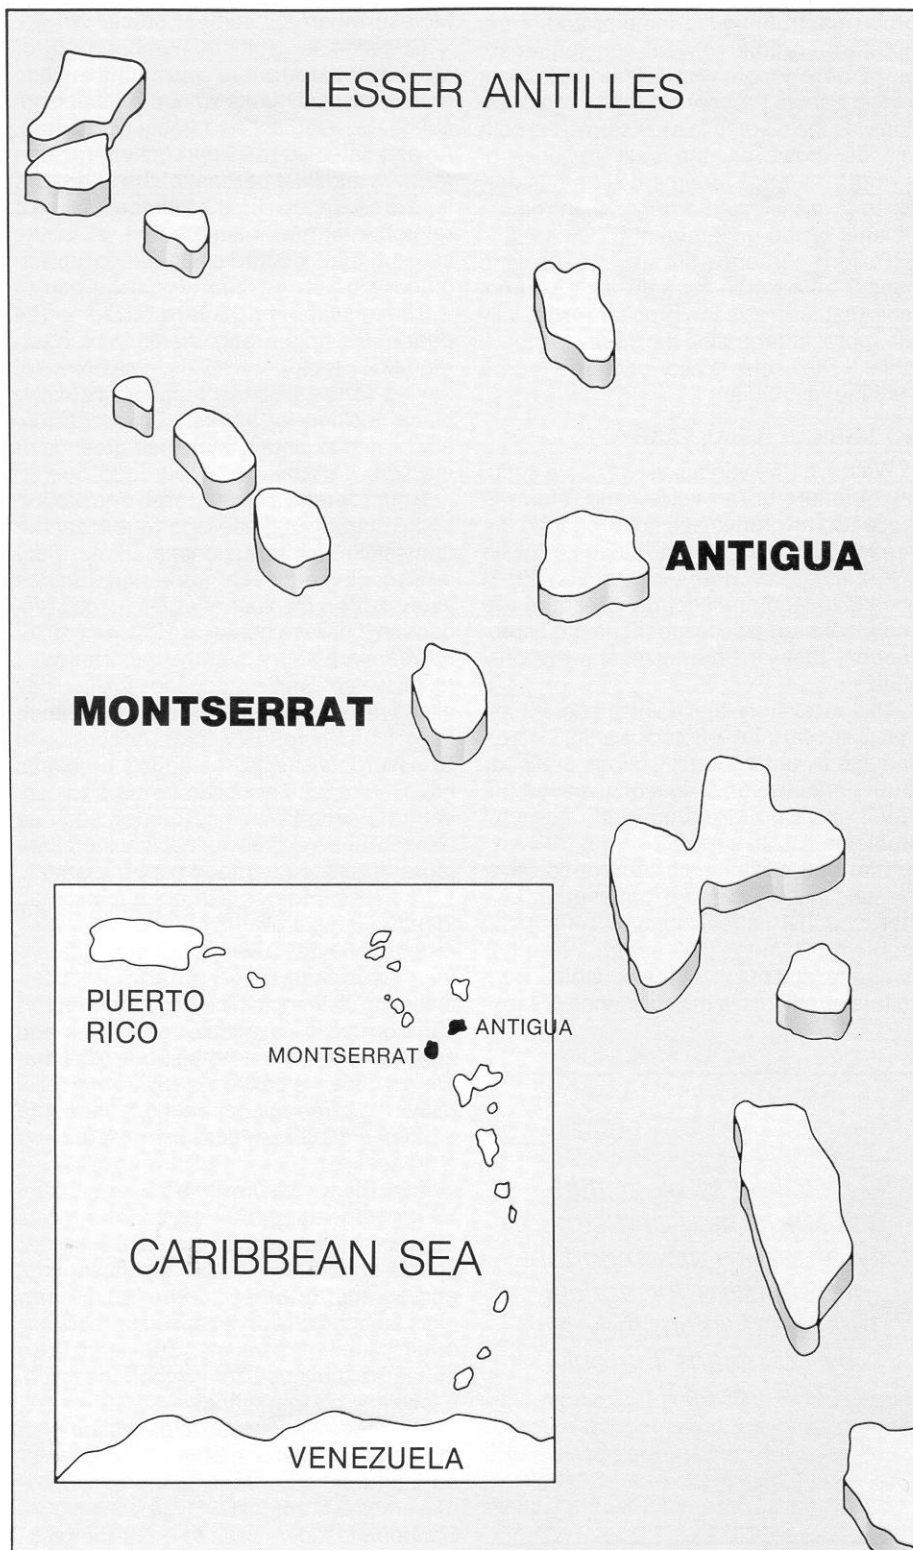 LESSER ANTILLES
ANTIGUA
MONTSERRAT
PUERTO
RICO
ANTIGUA
MONTSERRAT
CARIBBEAN SEA
VENEZUELA